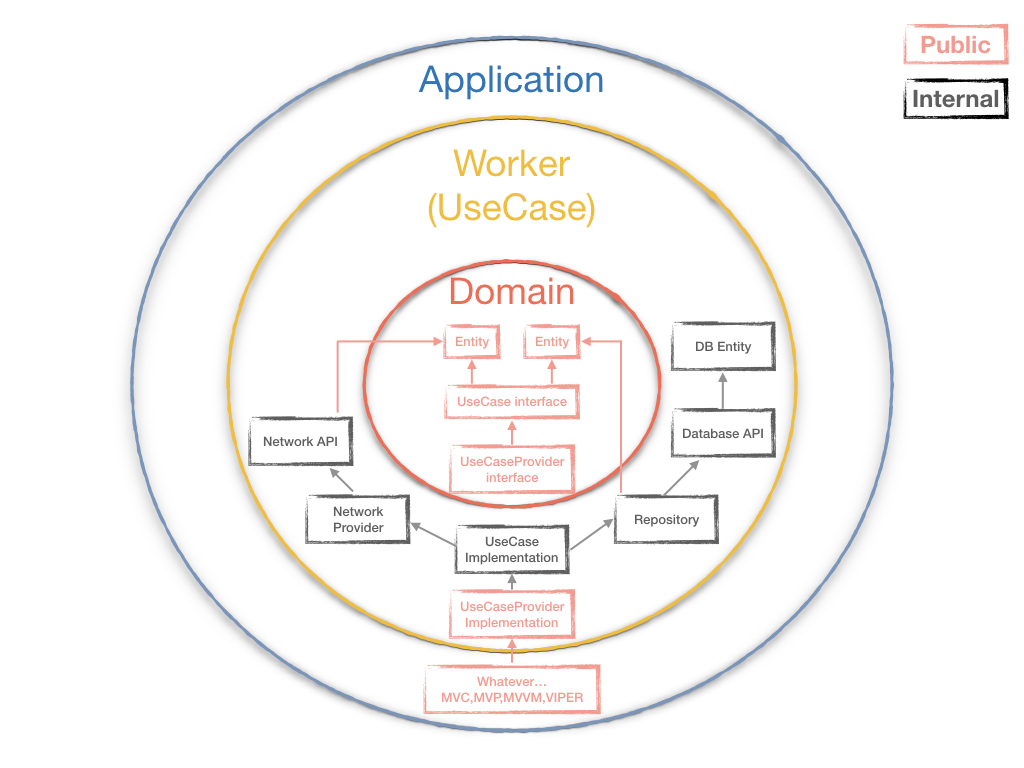 Public
Application
Internal
Worker
(UseCase)
Domain
Entity
Entity
DB Entity
UseCase interface
Network API
Database API
UseCaseProvider
interface
Network
Provider
Repository
UseCase
Implementation
UseCaseProvider
Implementation
Whatever...
MVC,MVP,MVVM,VIPER